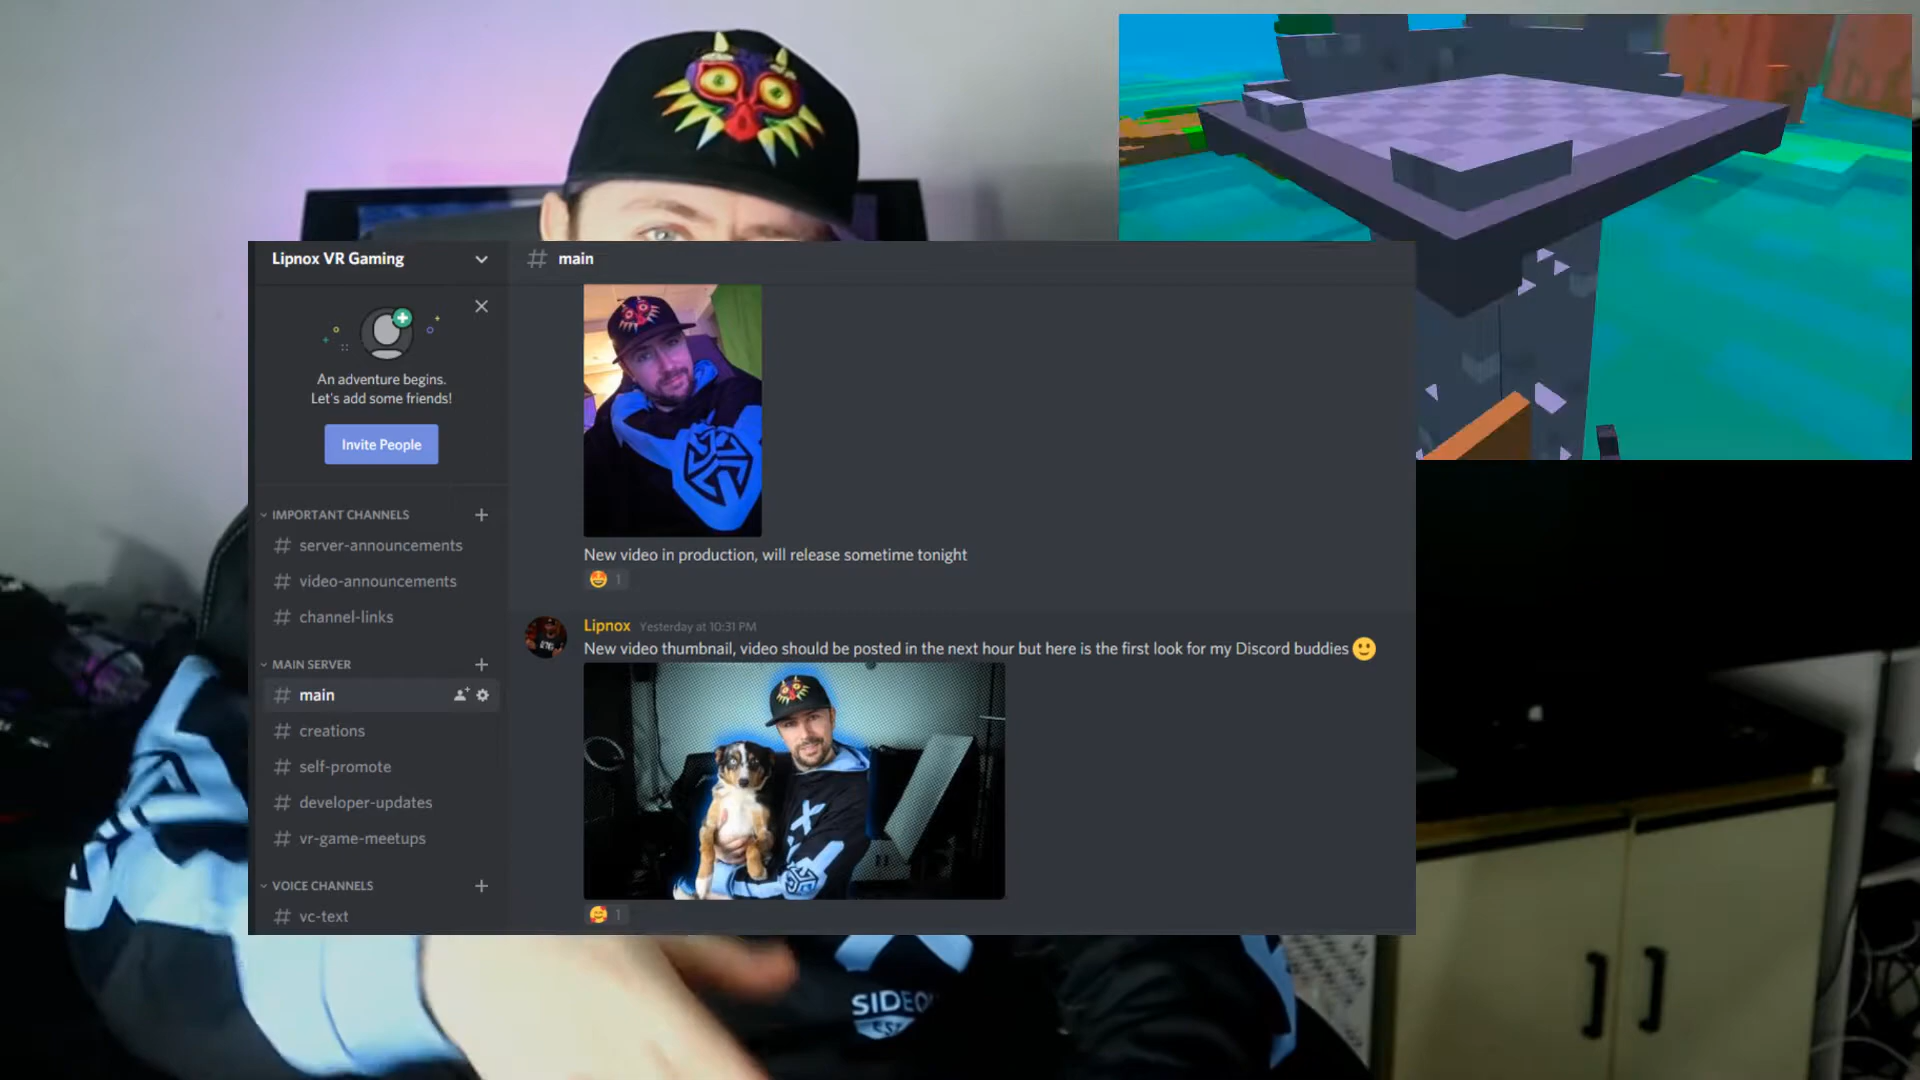 Lipnox VR Gaming
An adventure begins.
Let's add some friends!
Invite People
IMPORTANT CHANNELS
# server-announcements
# video-announcements
# channel-links
MAIN SERVER
# main
# creations
# self-promote
# developer-updates
# vr-game-meetups
VOICE CHANNELS
# vc-text
# main
New video in production, will release sometime tonight
1
Lipnox Yesterday at 10:31 PM
New video thumbnail, video should be posted in the next hour but here is the first look for my Discord buddies 🙂
1